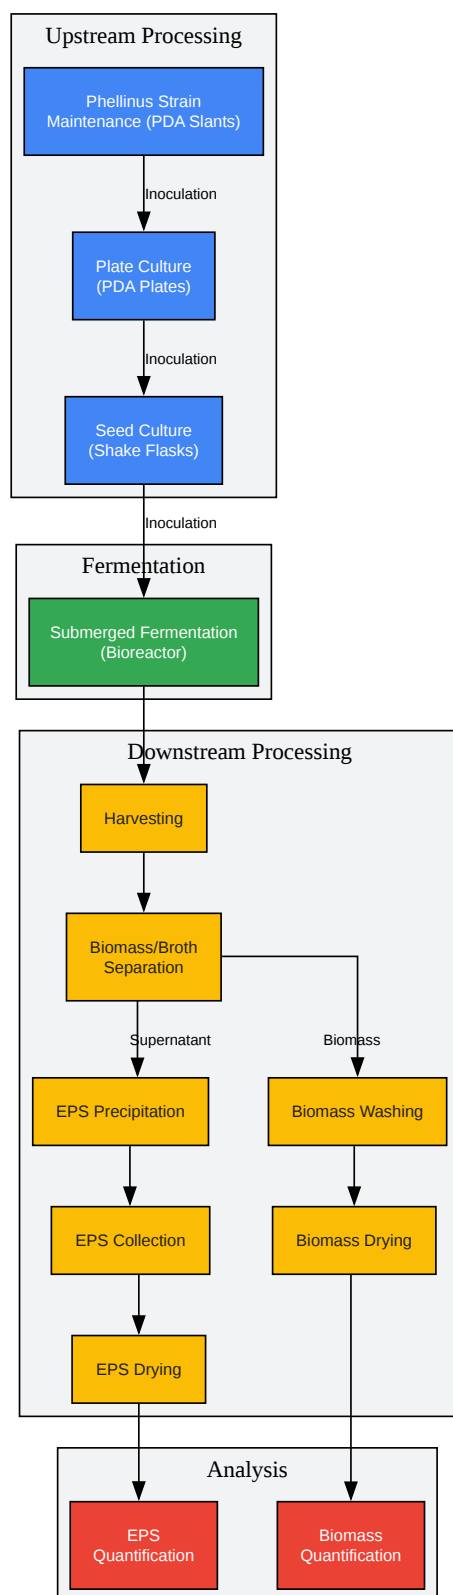 Upstream Processing
Phellinus Strain
Maintenance (PDA Slants)
Inoculation
Plate Culture
(PDA Plates)
Inoculation
Seed Culture
(Shake Flasks)
Inoculation
Fermentation
Submerged Fermentation
(Bioreactor)
Downstream Processing
Harvesting
Biomass/Broth
Separation
Supernatant
Biomass
EPS Precipitation
Biomass Washing
EPS Collection
Biomass Drying
EPS Drying
Analysis
EPS
Quantification
Biomass
Quantification